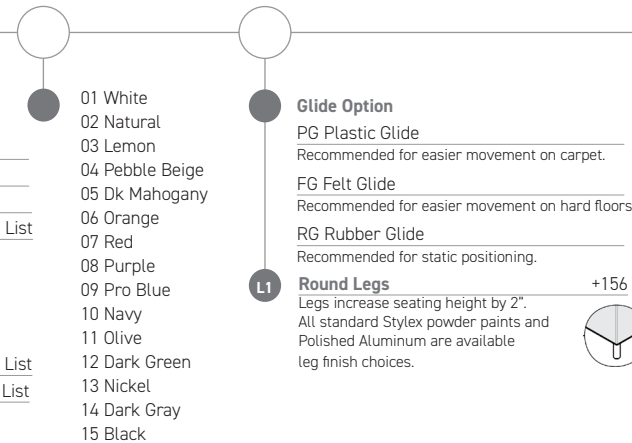 List
List
List
01 White
02 Natural
03 Lemon
04 Pebble Beige
05 Dk Mahogany
06 Orange
07 Red
08 Purple
09 Pro Blue
10 Navy
11 Olive
12 Dark Green
13 Nickel
14 Dark Gray
15 Black
Glide Option
PG Plastic Glide
Recommended for easier movement on carpet.
FG Felt Glide
Recommended for easier movement on hard floors
RG Rubber Glide
Recommended for static positioning.
L1 Round Legs +156
Legs increase seating height by 2”.
All standard Stylex powder paints and
Polished Aluminum are available
leg finish choices.